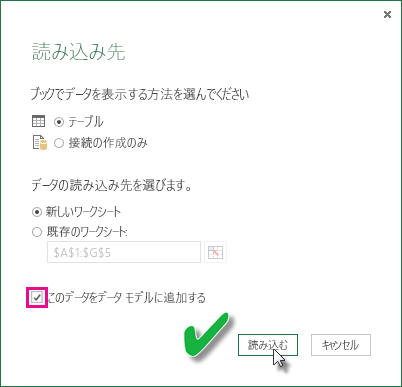 読み込み先
ブックでデータを表示する方法を選んでください
テーブル
接続の作成のみ
データの読み込み先を選びます。
新しいワークシート
既存のワークシート:
$A$1:$G$5
このデータをデータ モデルに追加する
読み込む
キャンセル